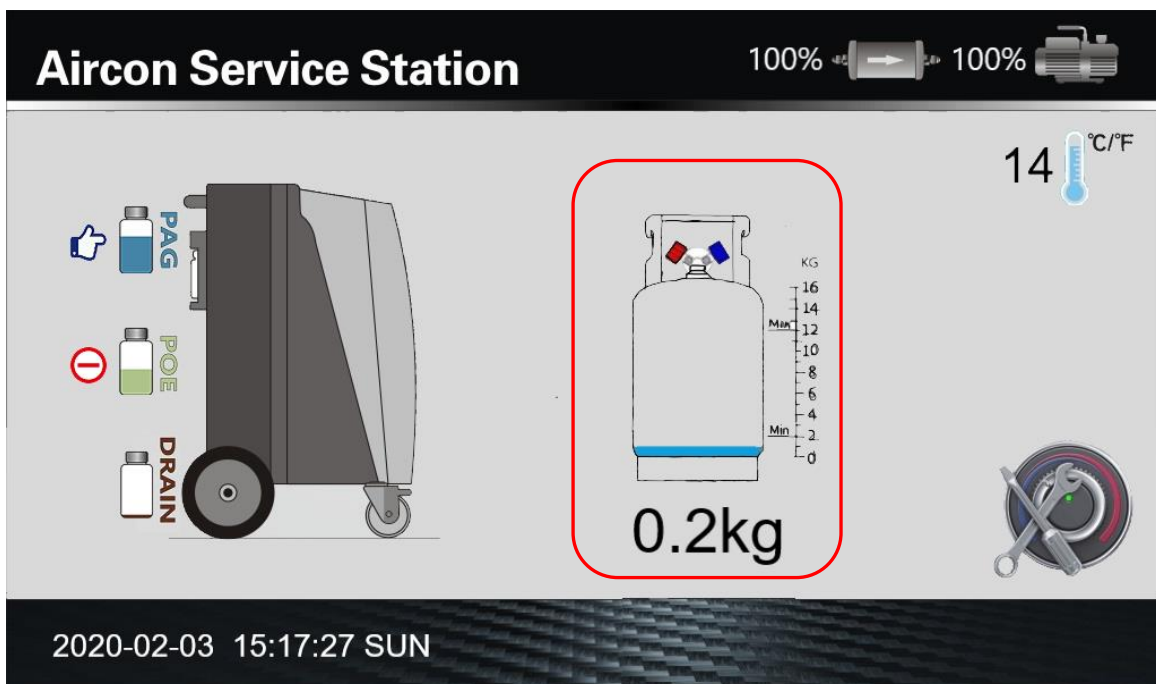 Aircon Service Station
100%
100%
14 °C/°F
PAG
POE
DRAIN
KG
16
14
Max 12
10
8
6
4
Min 2
0
0.2kg
2020-02-03 15:17:27 SUN